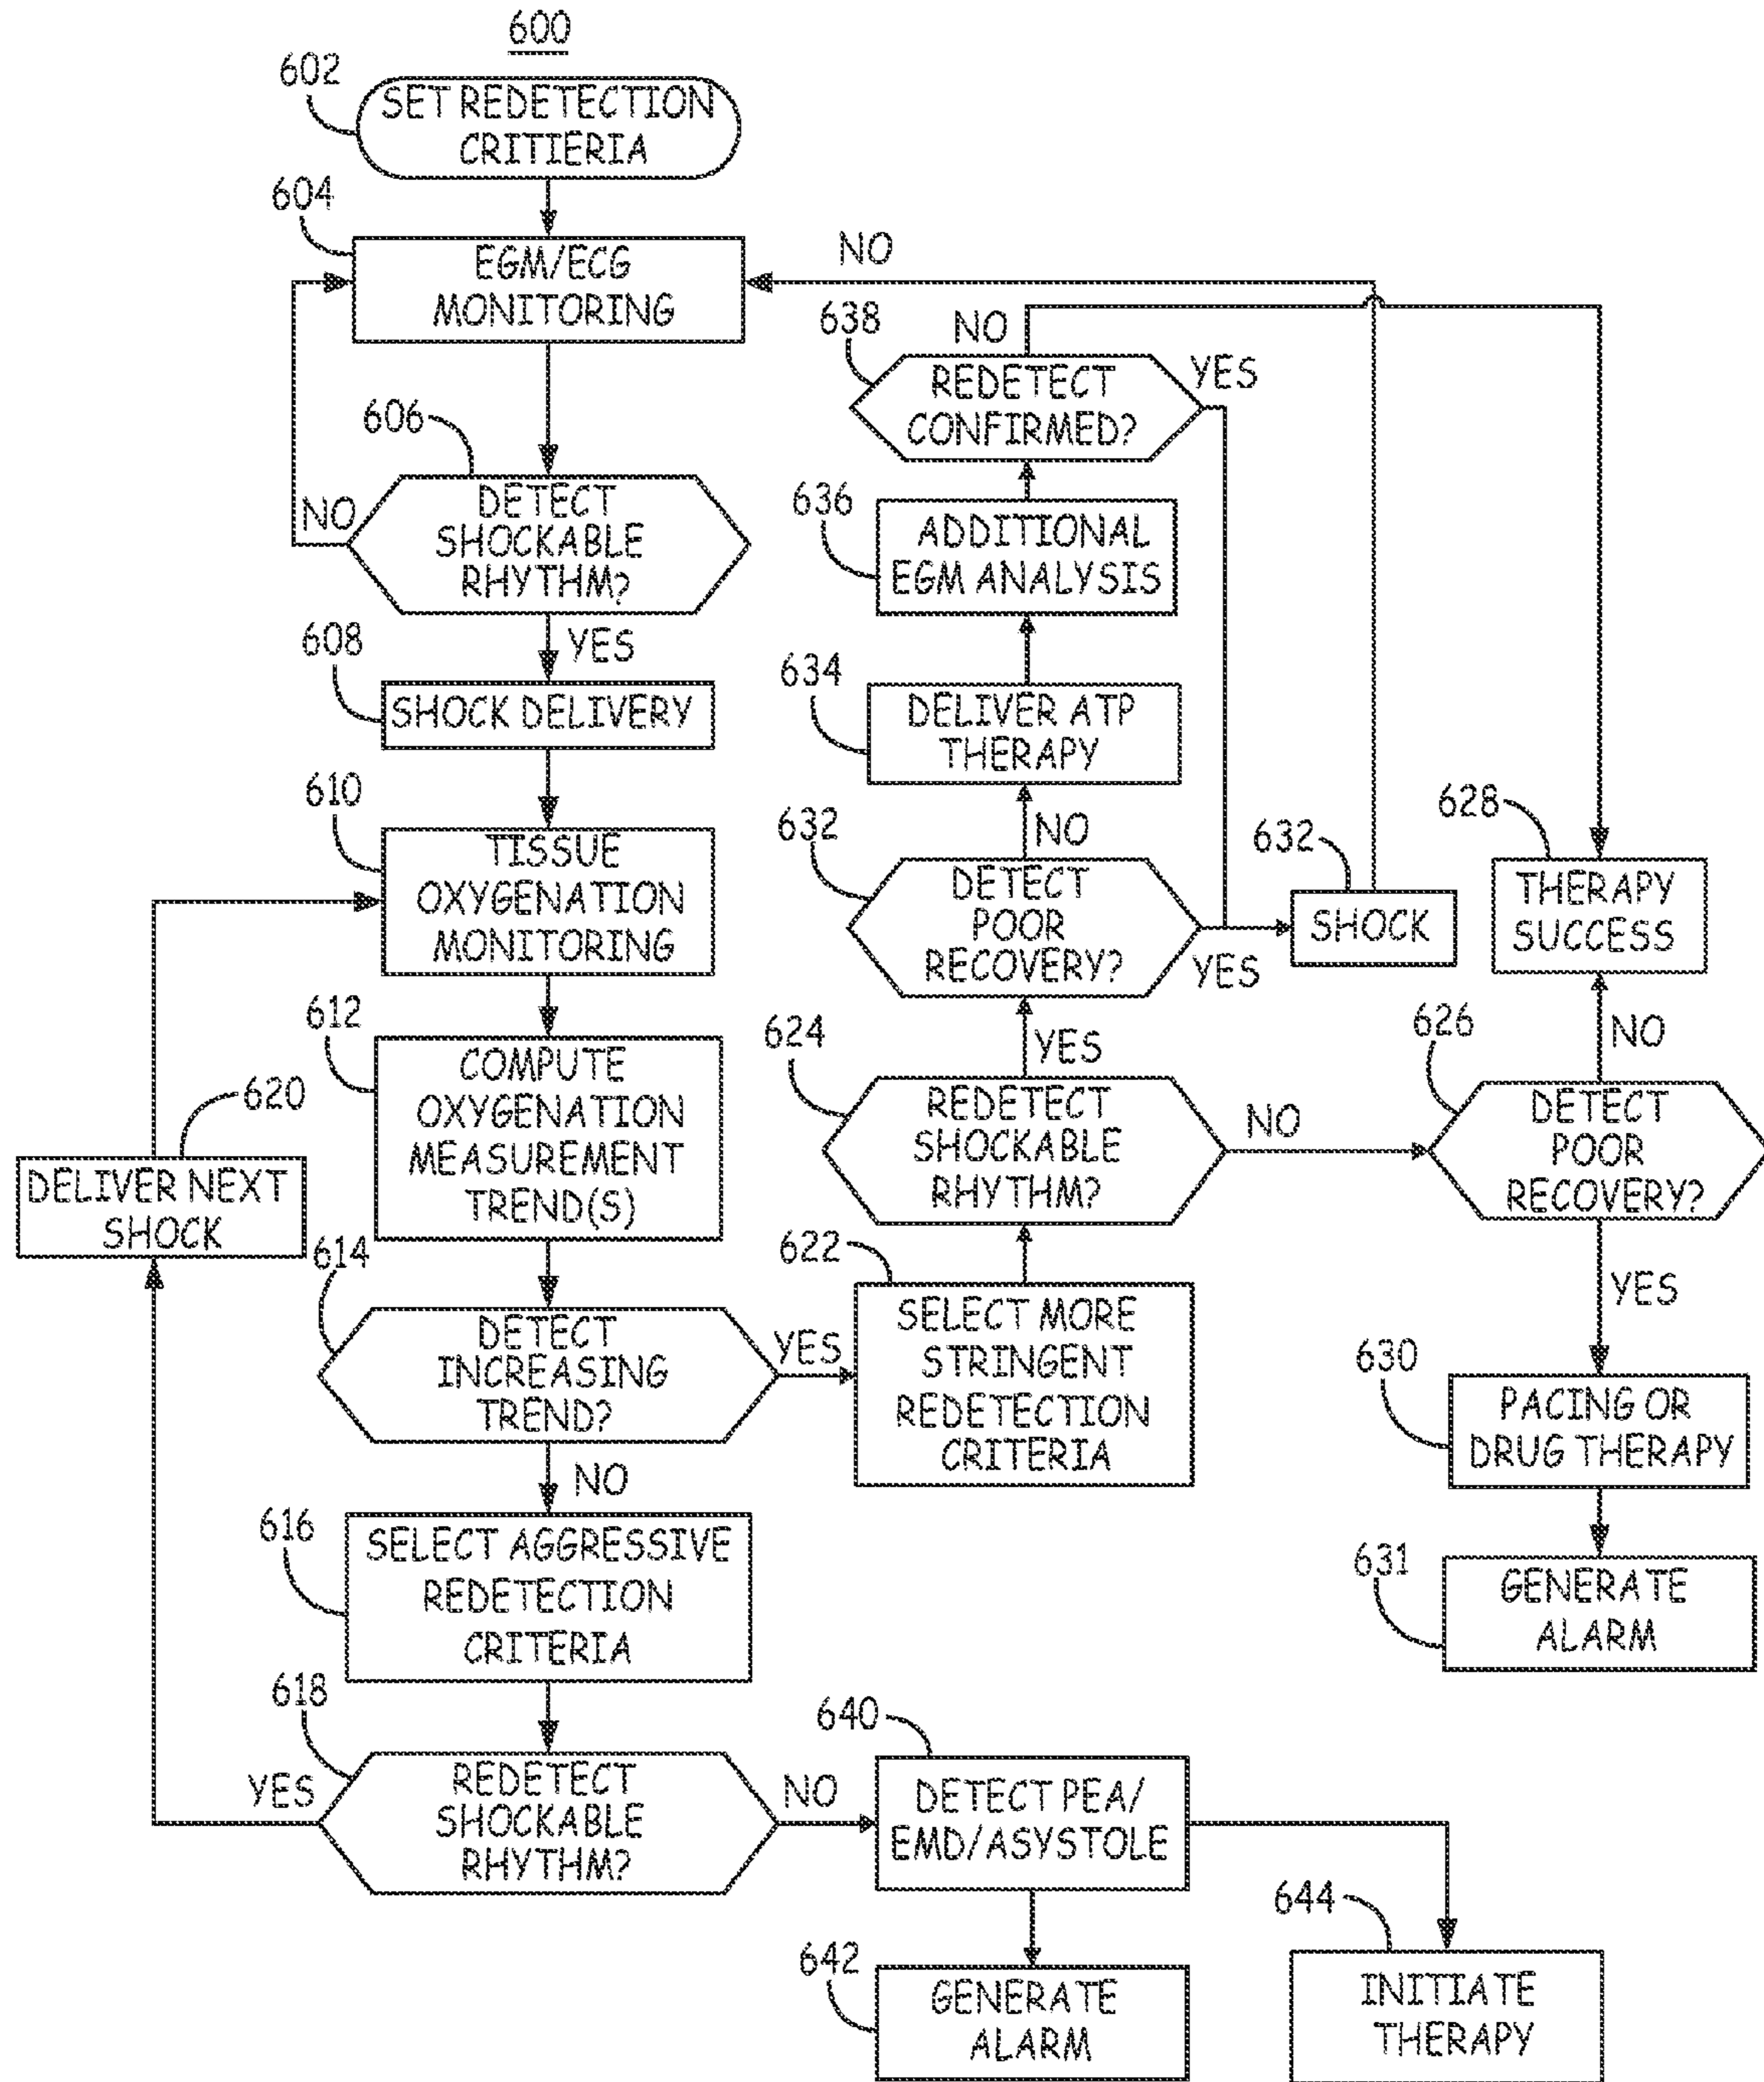 600
602
SET REDETECTION
CRITIERIA
604
EGM/ECG
MONITORING
NO
606
DETECT
SHOCKABLE
RHYTHM?
NO
YES
608
SHOCK DELIVERY
610
TISSUE
OXYGENATION
MONITORING
612
COMPUTE
OXYGENATION
MEASUREMENT
TREND(S)
620
DELIVER NEXT
SHOCK
614
DETECT
INCREASING
TREND?
YES
NO
616
SELECT AGGRESSIVE
REDETECTION
CRITERIA
618
REDETECT
SHOCKABLE
RHYTHM?
YES
NO
640
DETECT PEA/
EMD/ASYSTOLE
642
GENERATE
ALARM
644
INITIATE
THERAPY
622
SELECT MORE
STRINGENT
REDETECTION
CRITERIA
624
REDETECT
SHOCKABLE
RHYTHM?
YES
NO
632
DETECT
POOR
RECOVERY?
NO
YES
632
SHOCK
634
DELIVER ATP
THERAPY
636
ADDITIONAL
EGM ANALYSIS
638
REDETECT
CONFIRMED?
NO
YES
628
THERAPY
SUCCESS
626
DETECT
POOR
RECOVERY?
NO
YES
630
PACING OR
DRUG THERAPY
631
GENERATE
ALARM